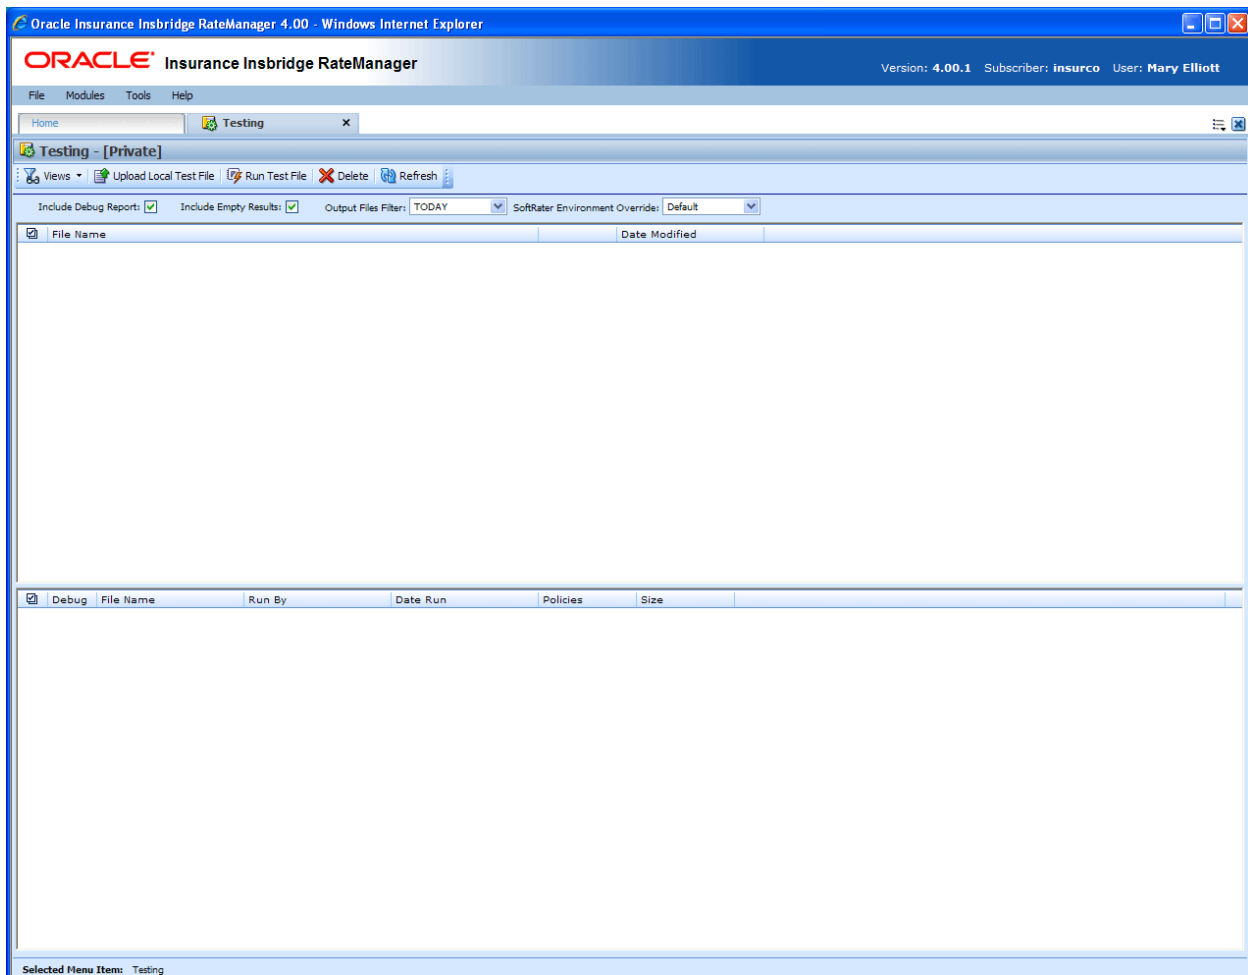 Oracle Insurance Insbridge RateManager 4.00 - Windows Internet Explorer
ORACLE® Insurance Insbridge RateManager
Version: 4.00.1 Subscriber: insurco User: Mary Elliott
File Modules Tools Help
Home Testing x
Testing - [Private]
Views Upload Local Test File Run Test File Delete Refresh
Include Debug Report: Include Empty Results: Output Files Filter: TODAY SoftRater Environment Override: Default
File Name Date Modified
Debug File Name Run By Date Run Policies Size
Selected Menu Item: Testing